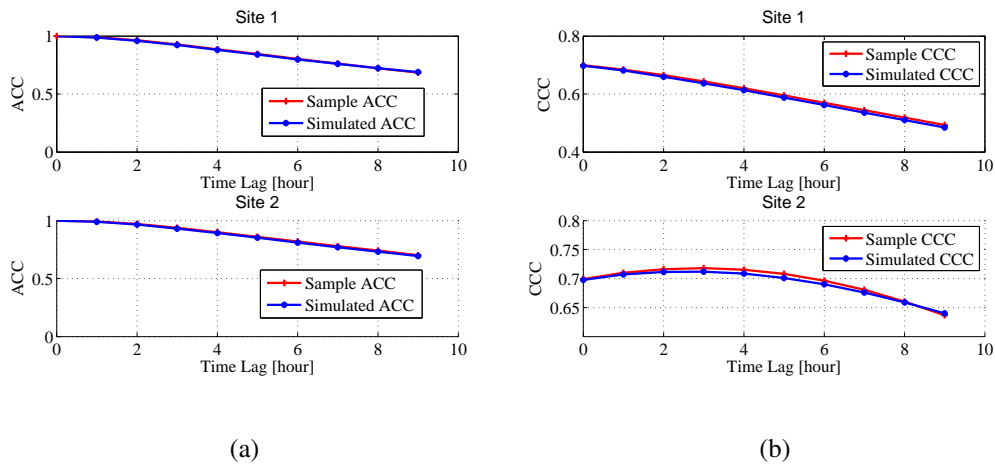 Site 1
1
0.5
0
ACC
Sample ACC
Simulated ACC
0 2 4 6 8 10
Time Lag [hour]
Site 2
1
0.5
0
ACC
Sample ACC
Simulated ACC
0 2 4 6 8 10
Time Lag [hour]
(a)
Site 1
0.8
0.6
0.4
CCC
Sample CCC
Simulated CCC
0 2 4 6 8 10
Time Lag [hour]
Site 2
0.8
0.75
0.7
0.65
CCC
Sample CCC
Simulated CCC
0 2 4 6 8 10
Time Lag [hour]
(b)